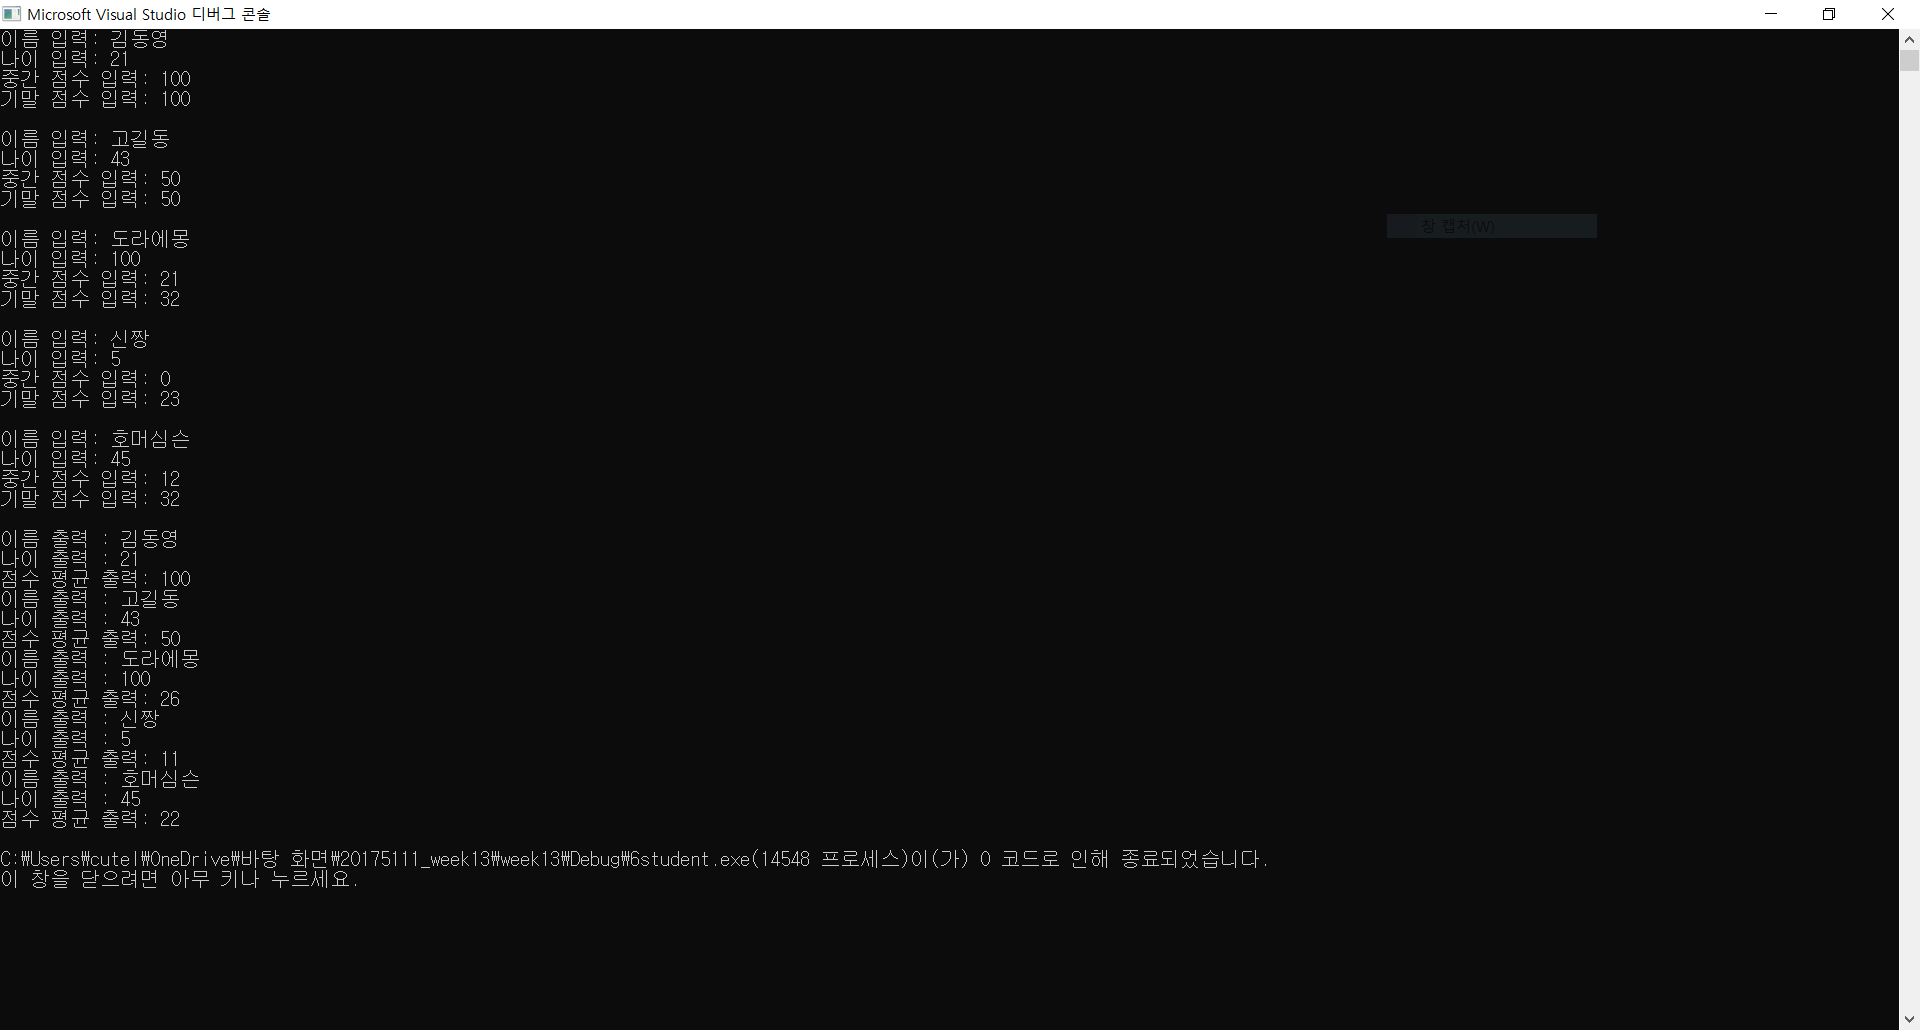 Microsoft Visual Studio 디버그 콘솔
이름 입력: 김동영
나이 입력: 21
중간 점수 입력: 100
기말 점수 입력: 100
이름 입력: 고길동
나이 입력: 43
중간 점수 입력: 50
기말 점수 입력: 50
창 캡처(W)
이름 입력: 도라에몽
나이 입력: 100
중간 점수 입력: 21
기말 점수 입력: 32
이름 입력: 신짱
나이 입력: 5
중간 점수 입력: 0
기말 점수 입력: 23
이름 입력: 호머심슨
나이 입력: 45
중간 점수 입력: 12
기말 점수 입력: 32
이름 출력 : 김동영
나이 출력 : 21
점수 평균 출력: 100
이름 출력 : 고길동
나이 출력 : 43
점수 평균 출력: 50
이름 출력 : 도라에몽
나이 출력 : 100
점수 평균 출력: 26
이름 출력 : 신짱
나이 출력 : 5
점수 평균 출력: 11
이름 출력 : 호머심슨
나이 출력 : 45
점수 평균 출력: 22
C:₩Users₩cutel₩OneDrive₩바탕 화면₩20175111_week13₩week13₩Debug₩6student.exe(14548 프로세스)이(가) 0 코드로 인해 종료되었습니다.
이 창을 닫으려면 아무 키나 누르세요.